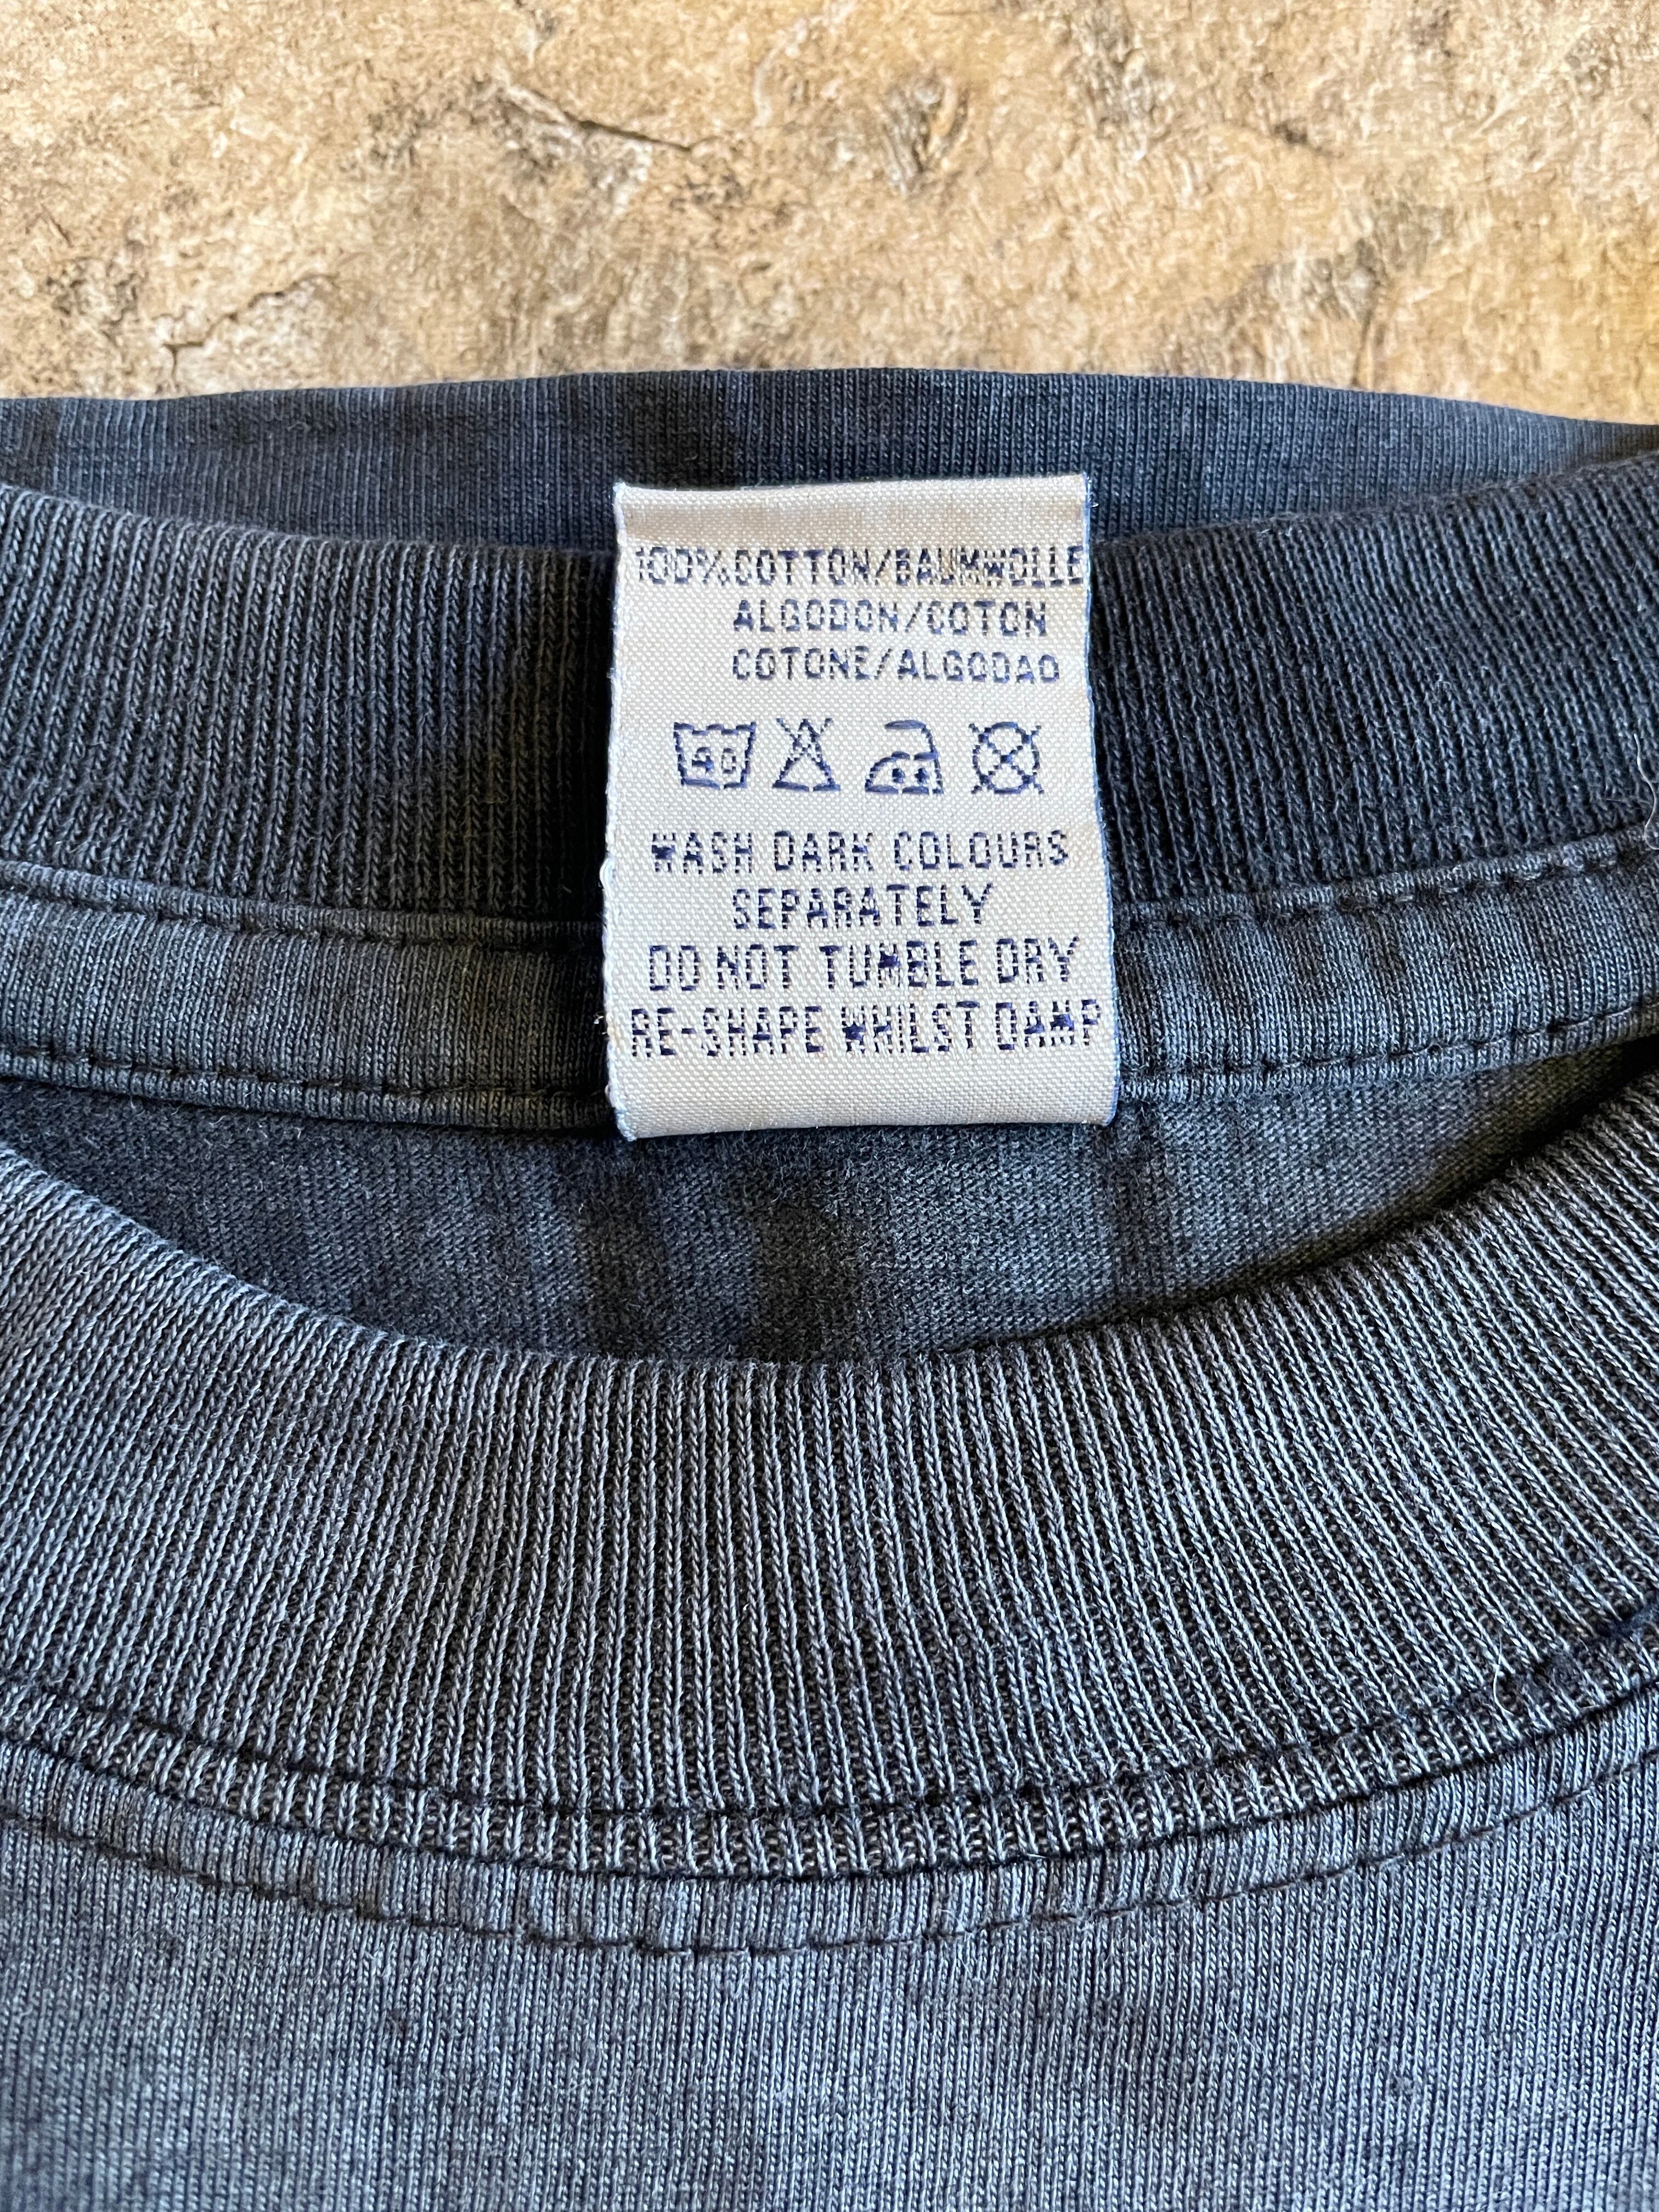 100% COTTON/BAUMWOLLE
ALGODON/COTON
COTONE/ALGODAO
40
WASH DARK COLOURS
SEPARATELY
DO NOT TUMBLE DRY
RE-SHAPE WHILST DAMP